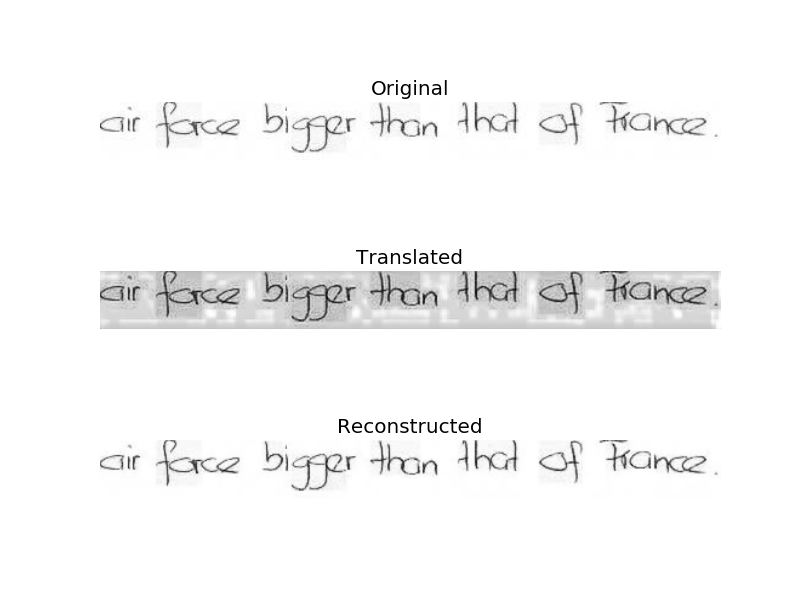 Original
air force bigger than that of France.
Translated
air force bigger than that of France.
Reconstructed
air force bigger than that of France.